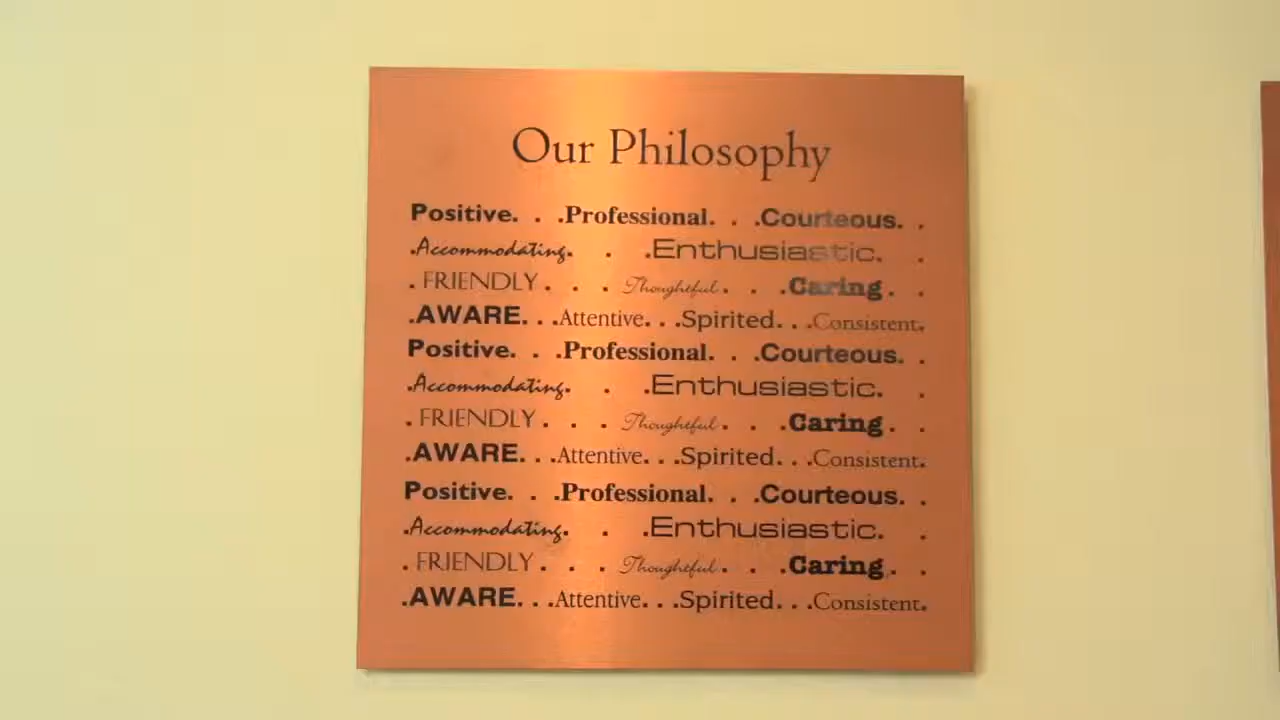 Our Philosophy
Positive. . .Professional. . .Courteous. .
.Accommodating. . .Enthusiastic. .
. FRIENDLY . . . Thoughtful . . .Caring . .
.AWARE. . .Attentive. . .Spirited. . .Consistent.
Positive. . .Professional. . .Courteous. .
.Accommodating. . .Enthusiastic. .
. FRIENDLY . . . Thoughtful . . .Caring . .
.AWARE. . .Attentive. . .Spirited. . .Consistent.
Positive. . .Professional. . .Courteous. .
.Accommodating. . .Enthusiastic. .
. FRIENDLY . . . Thoughtful . . .Caring . .
.AWARE. . .Attentive. . .Spirited. . .Consistent.